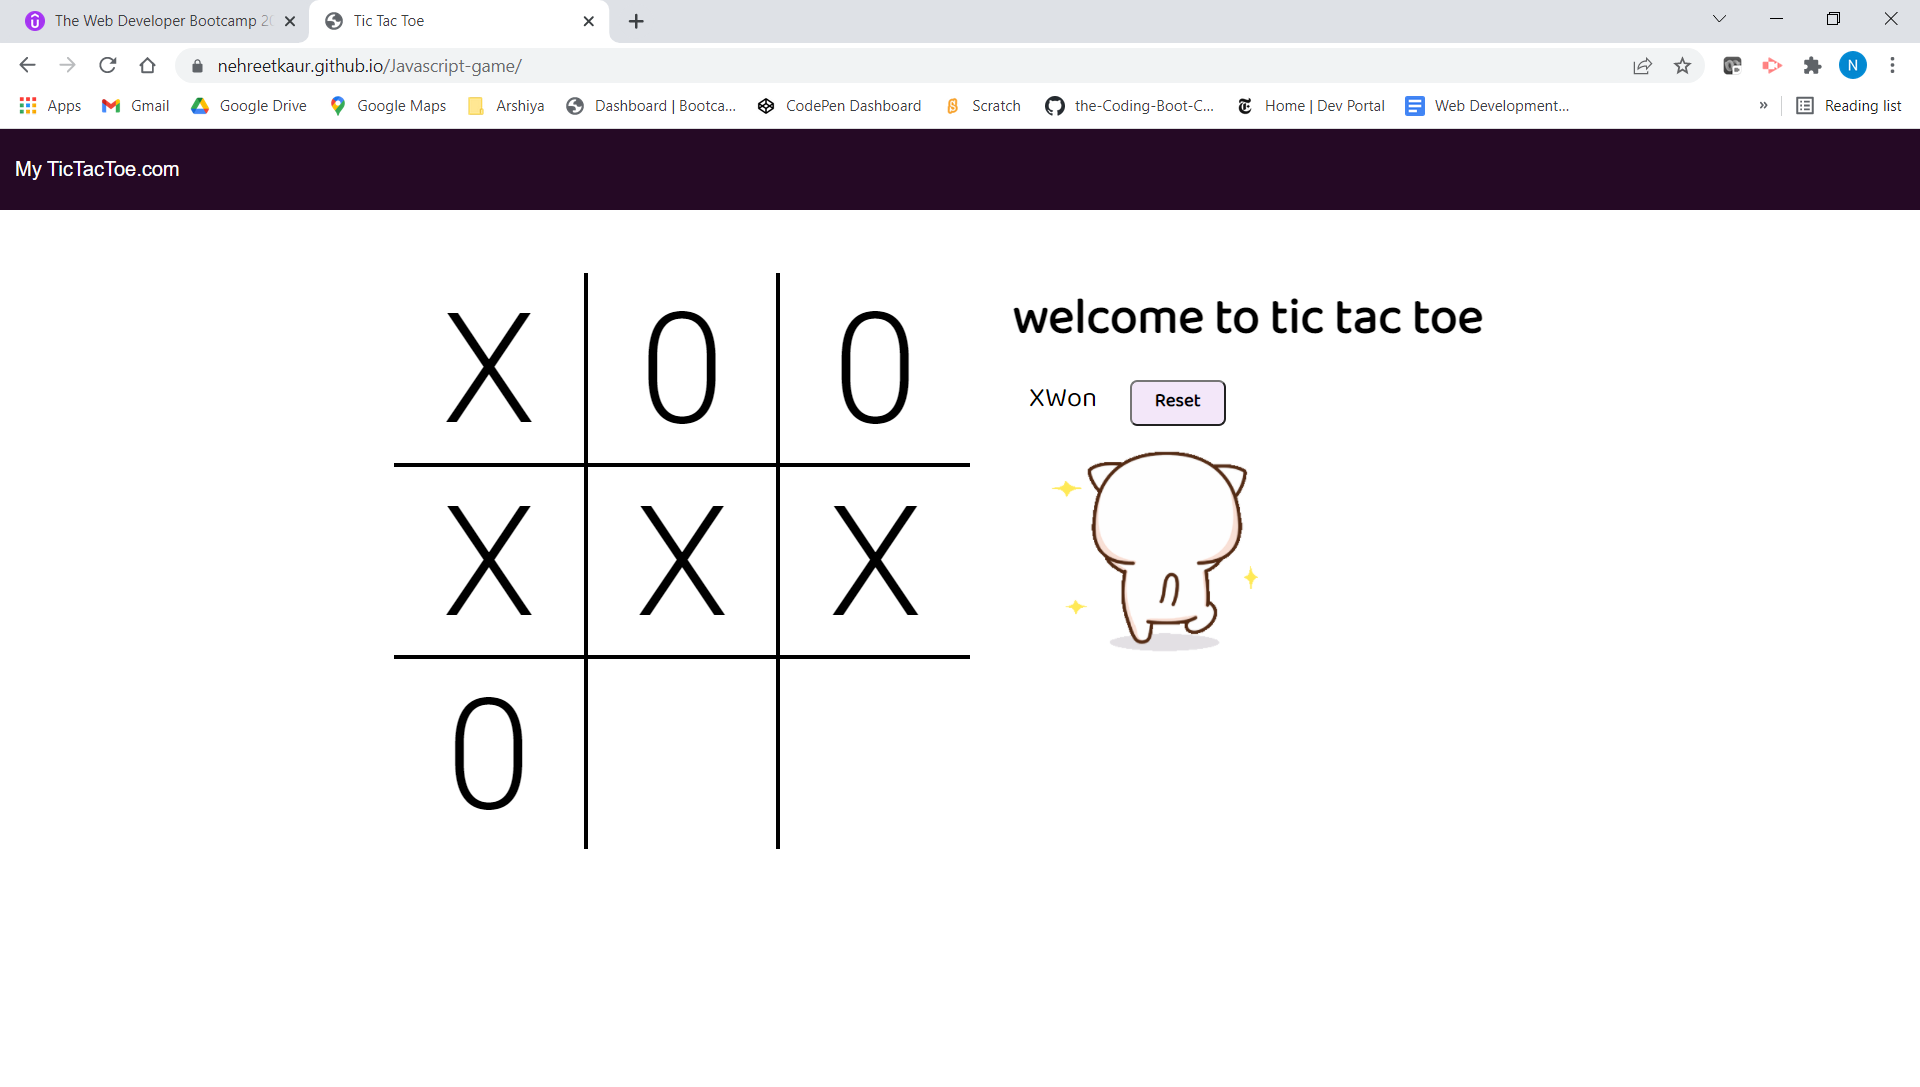 The Web Developer Bootcamp 20
Tic Tac Toe
nehreetkaur.github.io/Javascript-game/
N
Apps Gmail Google Drive Google Maps Arshiya Dashboard | Bootca... CodePen Dashboard Scratch the-Coding-Boot-C... Home | Dev Portal Web Development... » Reading list
My TicTacToe.com
X 0 0
welcome to tic tac toe
XWon Reset
X X X
0